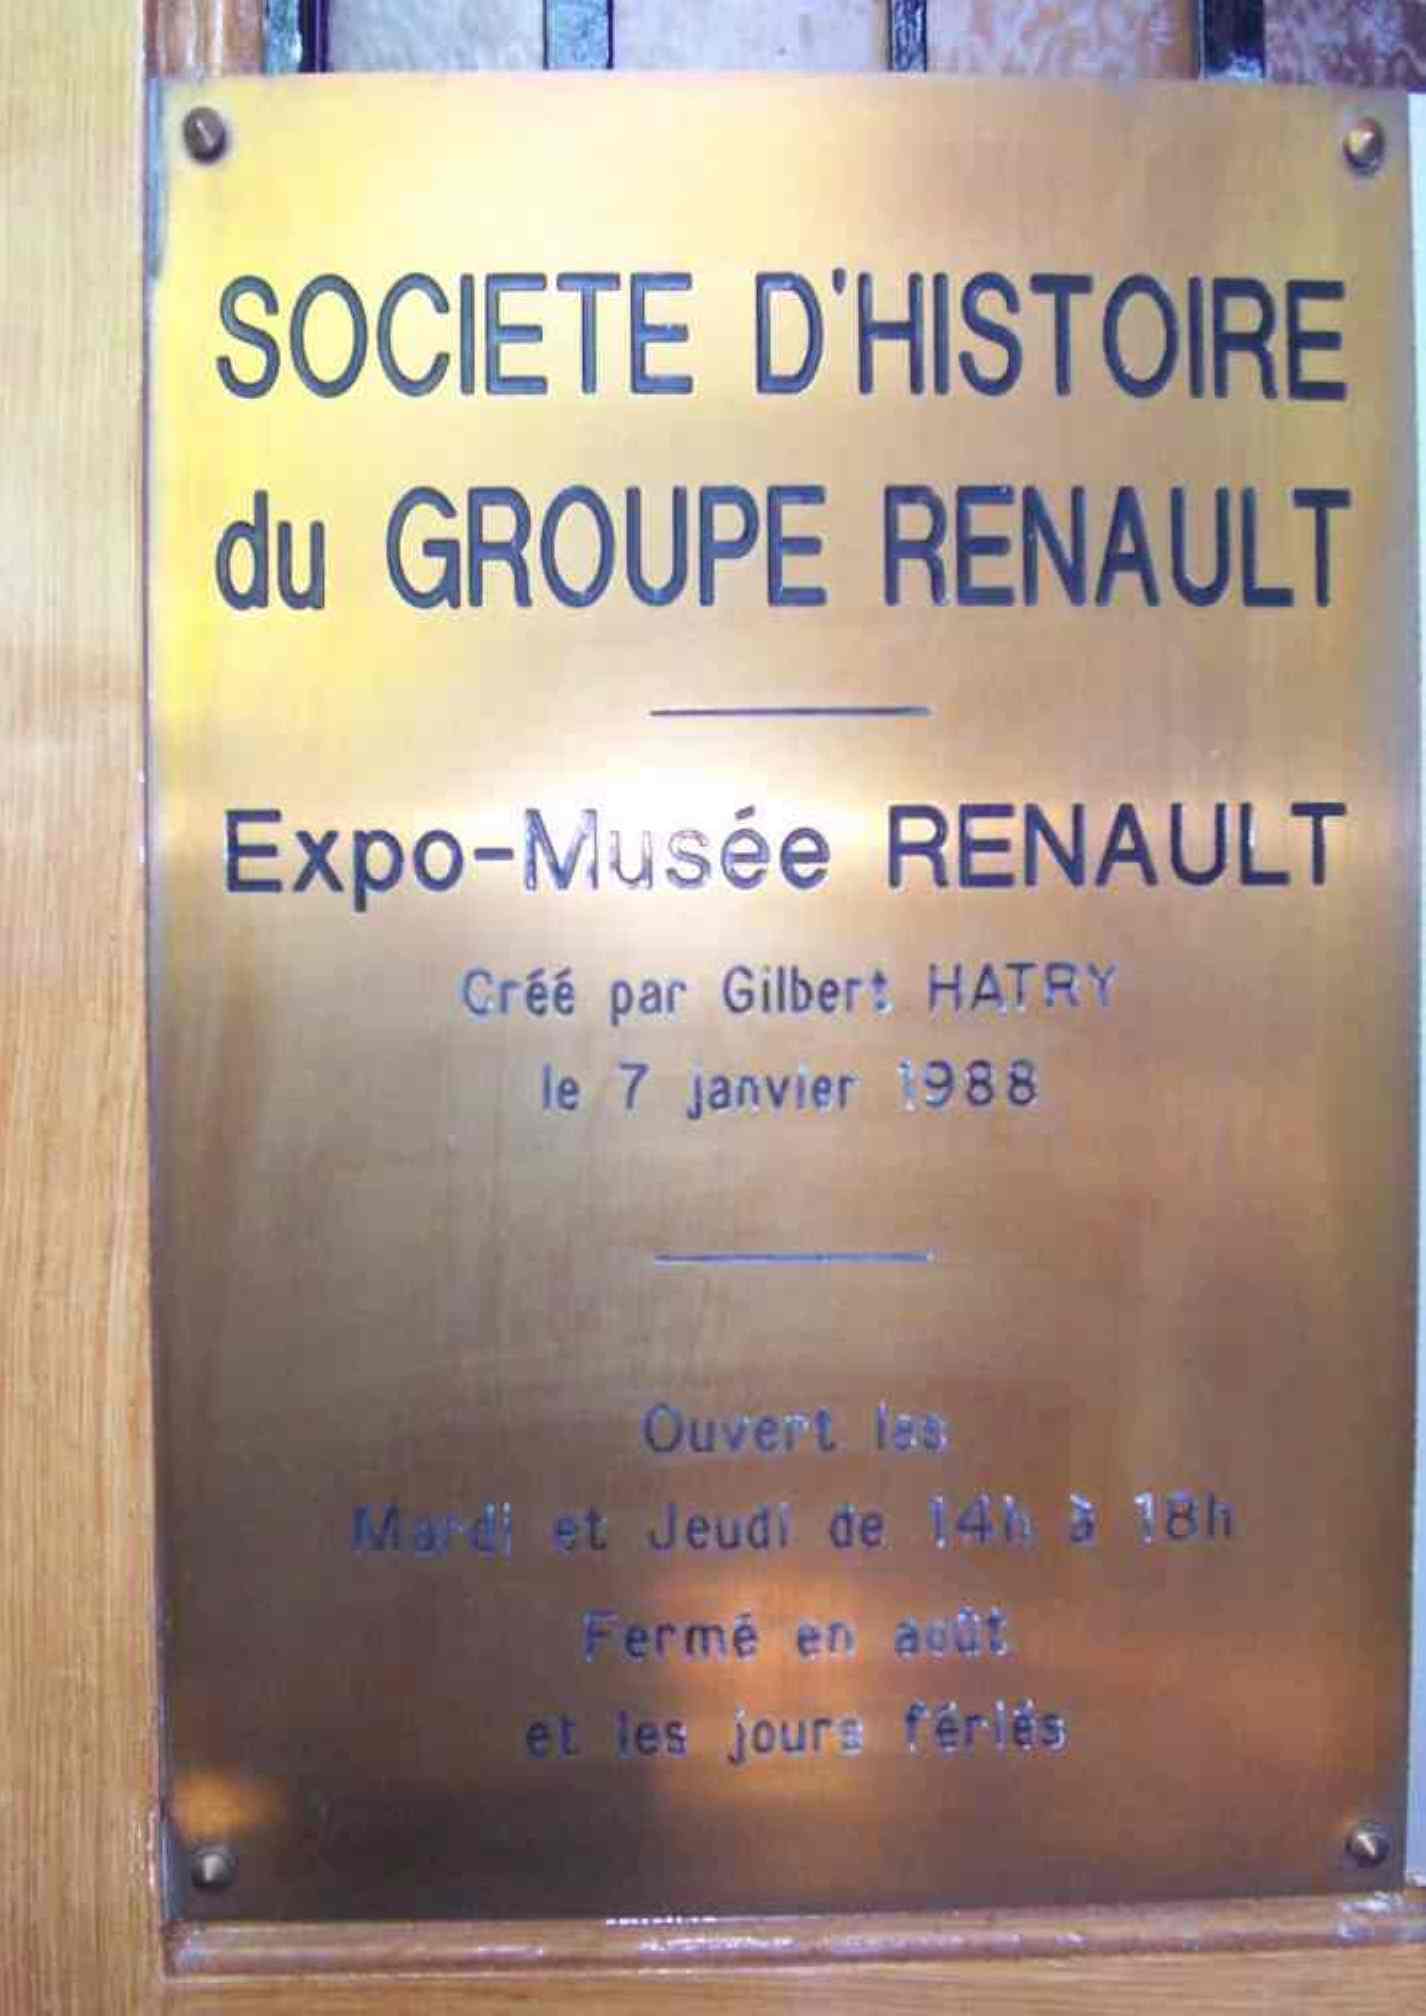 SOCIETE D'HISTOIRE
du GROUPE RENAULT
Expo-Musée RENAULT
Créé par Gilbert HATRY
le 7 janvier 1988
Ouvert les
Mardi et Jeudi de 14h à 18h
Fermé en août
et les jours fériés